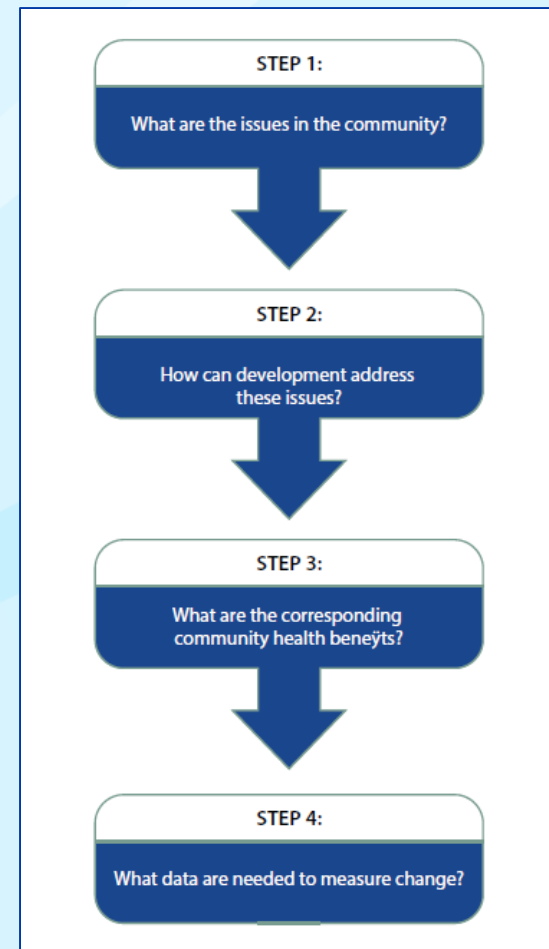 STEP 1:
What are the issues in the community?
STEP 2:
How can development address
these issues?
STEP 3:
What are the corresponding
community health beneÿts?
STEP 4:
What data are needed to measure change?